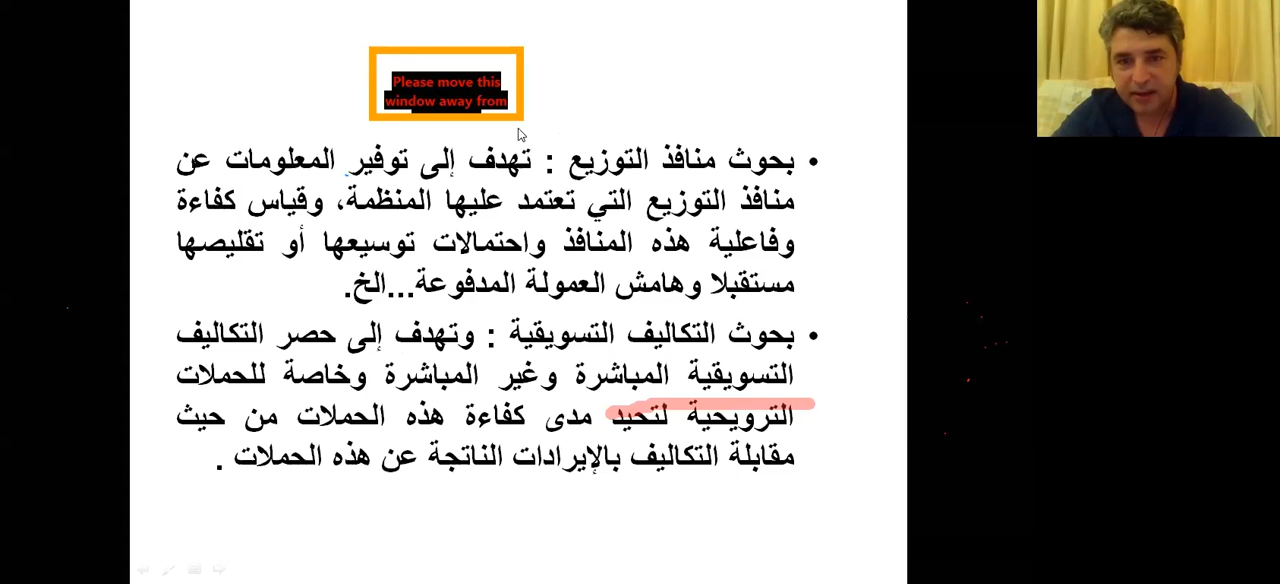 Please move this
window away from
• بحوث منافذ التوزيع : تهدف إلى توفير المعلومات عن
منافذ التوزيع التي تعتمد عليها المنظمة، وقياس كفاءة
وفاعلية هذه المنافذ واحتمالات توسيعها أو تقليصها
مستقبلا وهامش العمولة المدفوعة...الخ.
• بحوث التكاليف التسويقية : وتهدف إلى حصر التكاليف
التسويقية المباشرة وغير المباشرة وخاصة للحملات
الترويحية لتحيد مدى كفاءة هذه الحملات من حيث
مقابلة التكاليف بالإيرادات الناتجة عن هذه الحملات .